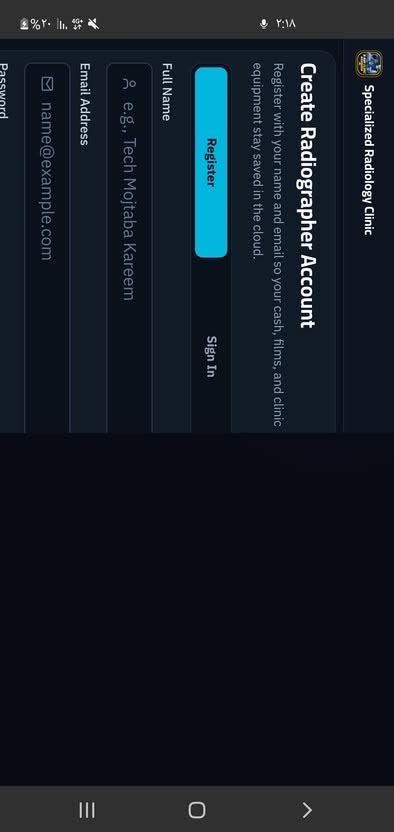 ٢:١٨
%٢٠
4G+
Specialized Radiology Clinic
Create Radiographer Account
Register with your name and email so your cash, films, and clinic
equipment stay saved in the cloud.
Register
Sign In
Full Name
e.g., Tech Mojtaba Kareem
Email Address
name@example.com
Password